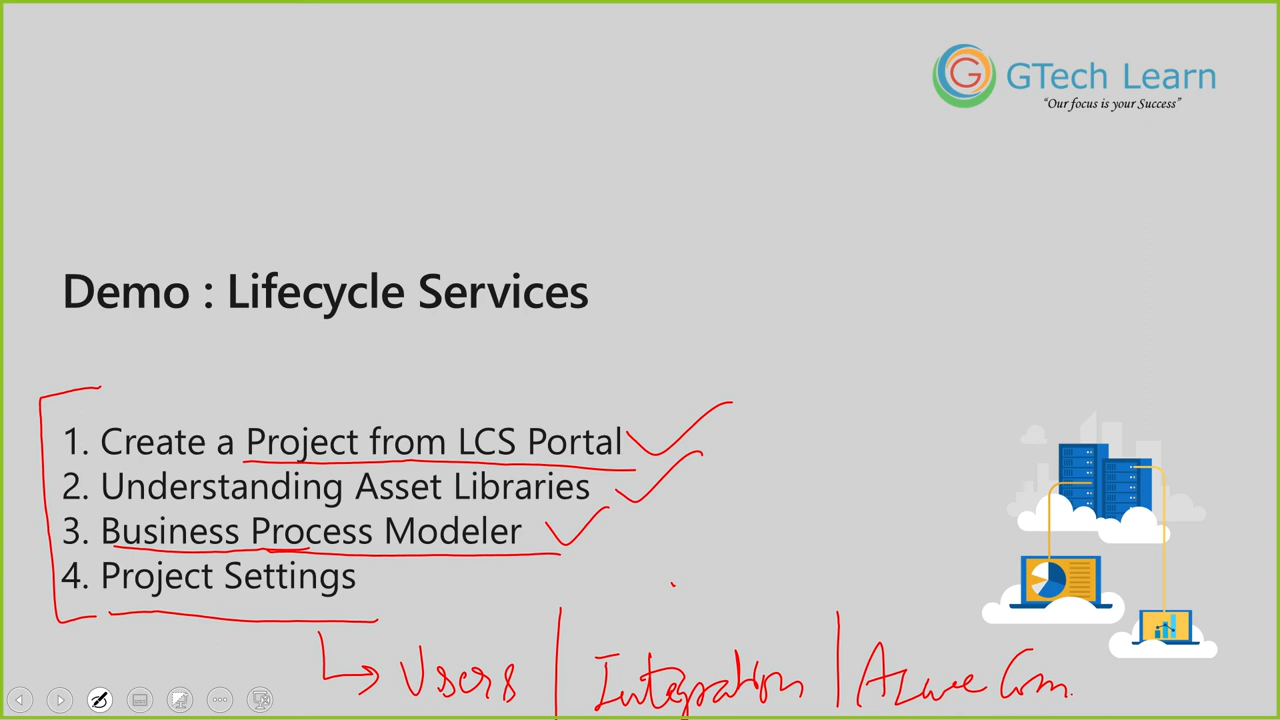 GTech Learn
“Our focus is your Success”
Demo : Lifecycle Services
1. Create a Project from LCS Portal
2. Understanding Asset Libraries
3. Business Process Modeler
4. Project Settings
Users | Integration | Azure Com.